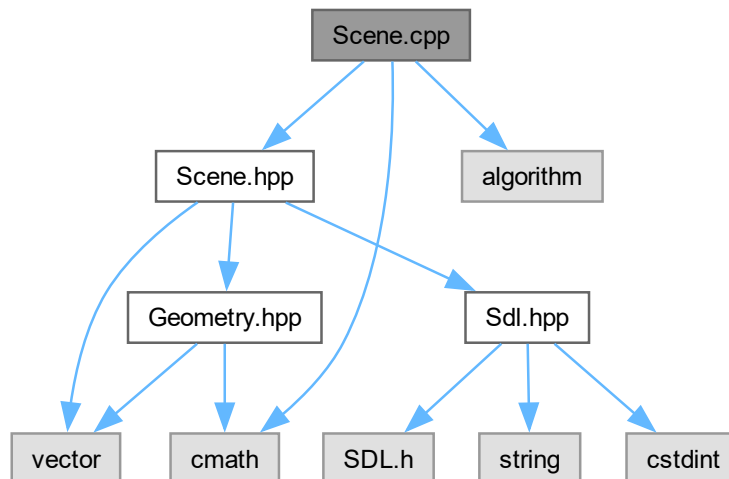 Scene.cpp
Scene.hpp
algorithm
Geometry.hpp
Sdl.hpp
vector
cmath
SDL.h
string
cstdint